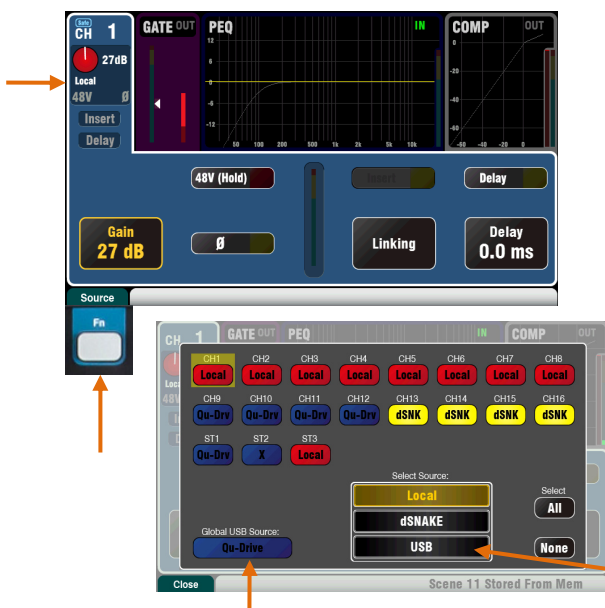 Safe
CH 1
27dB
Local
48V Ø
Insert
Delay
GATE OUT
PEQ IN
12
6
0
-6
-12
50 100 200 500 1k 2k 5k 10k
COMP OUT
0
-20
-40
-60
-60 -40 -20 0
48V (Hold)
Insert
Delay
Gain
27 dB
Ø
Linking
Delay
0.0 ms
Source
Fn
CH 1 GATE OUT PEQ IN COMP OUT
CH1 CH2 CH3 CH4 CH5 CH6 CH7 CH8
Local Local Local Local Local Local Local Local
CH9 CH10 CH11 CH12 CH13 CH14 CH15 CH16
Qu-Drv Qu-Drv Qu-Drv Qu-Drv dSNK dSNK dSNK dSNK
ST1 ST2 ST3
Qu-Drv X Local
Select Source:
Local
dSNAKE
USB
Select
All
None
Global USB Source:
Qu-Drive
Close
Scene 11 Stored From Mem